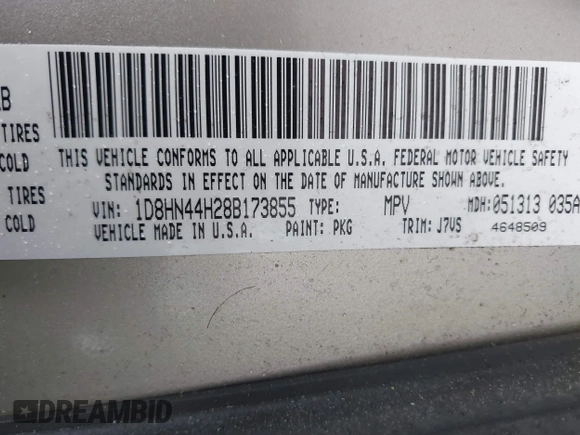 B
TIRES
COLD
TIRES
COLD
THIS VEHICLE CONFORMS TO ALL APPLICABLE U.S.A. FEDERAL MOTOR VEHICLE SAFETY
STANDARDS IN EFFECT ON THE DATE OF MANUFACTURE SHOWN ABOVE.
VIN: 1D8HN44H28B173855 TYPE: MPV MDH: 051313 035A
VEHICLE MADE IN U.S.A. PAINT: PKG TRIM: J7VS 4648509
DREAMBID